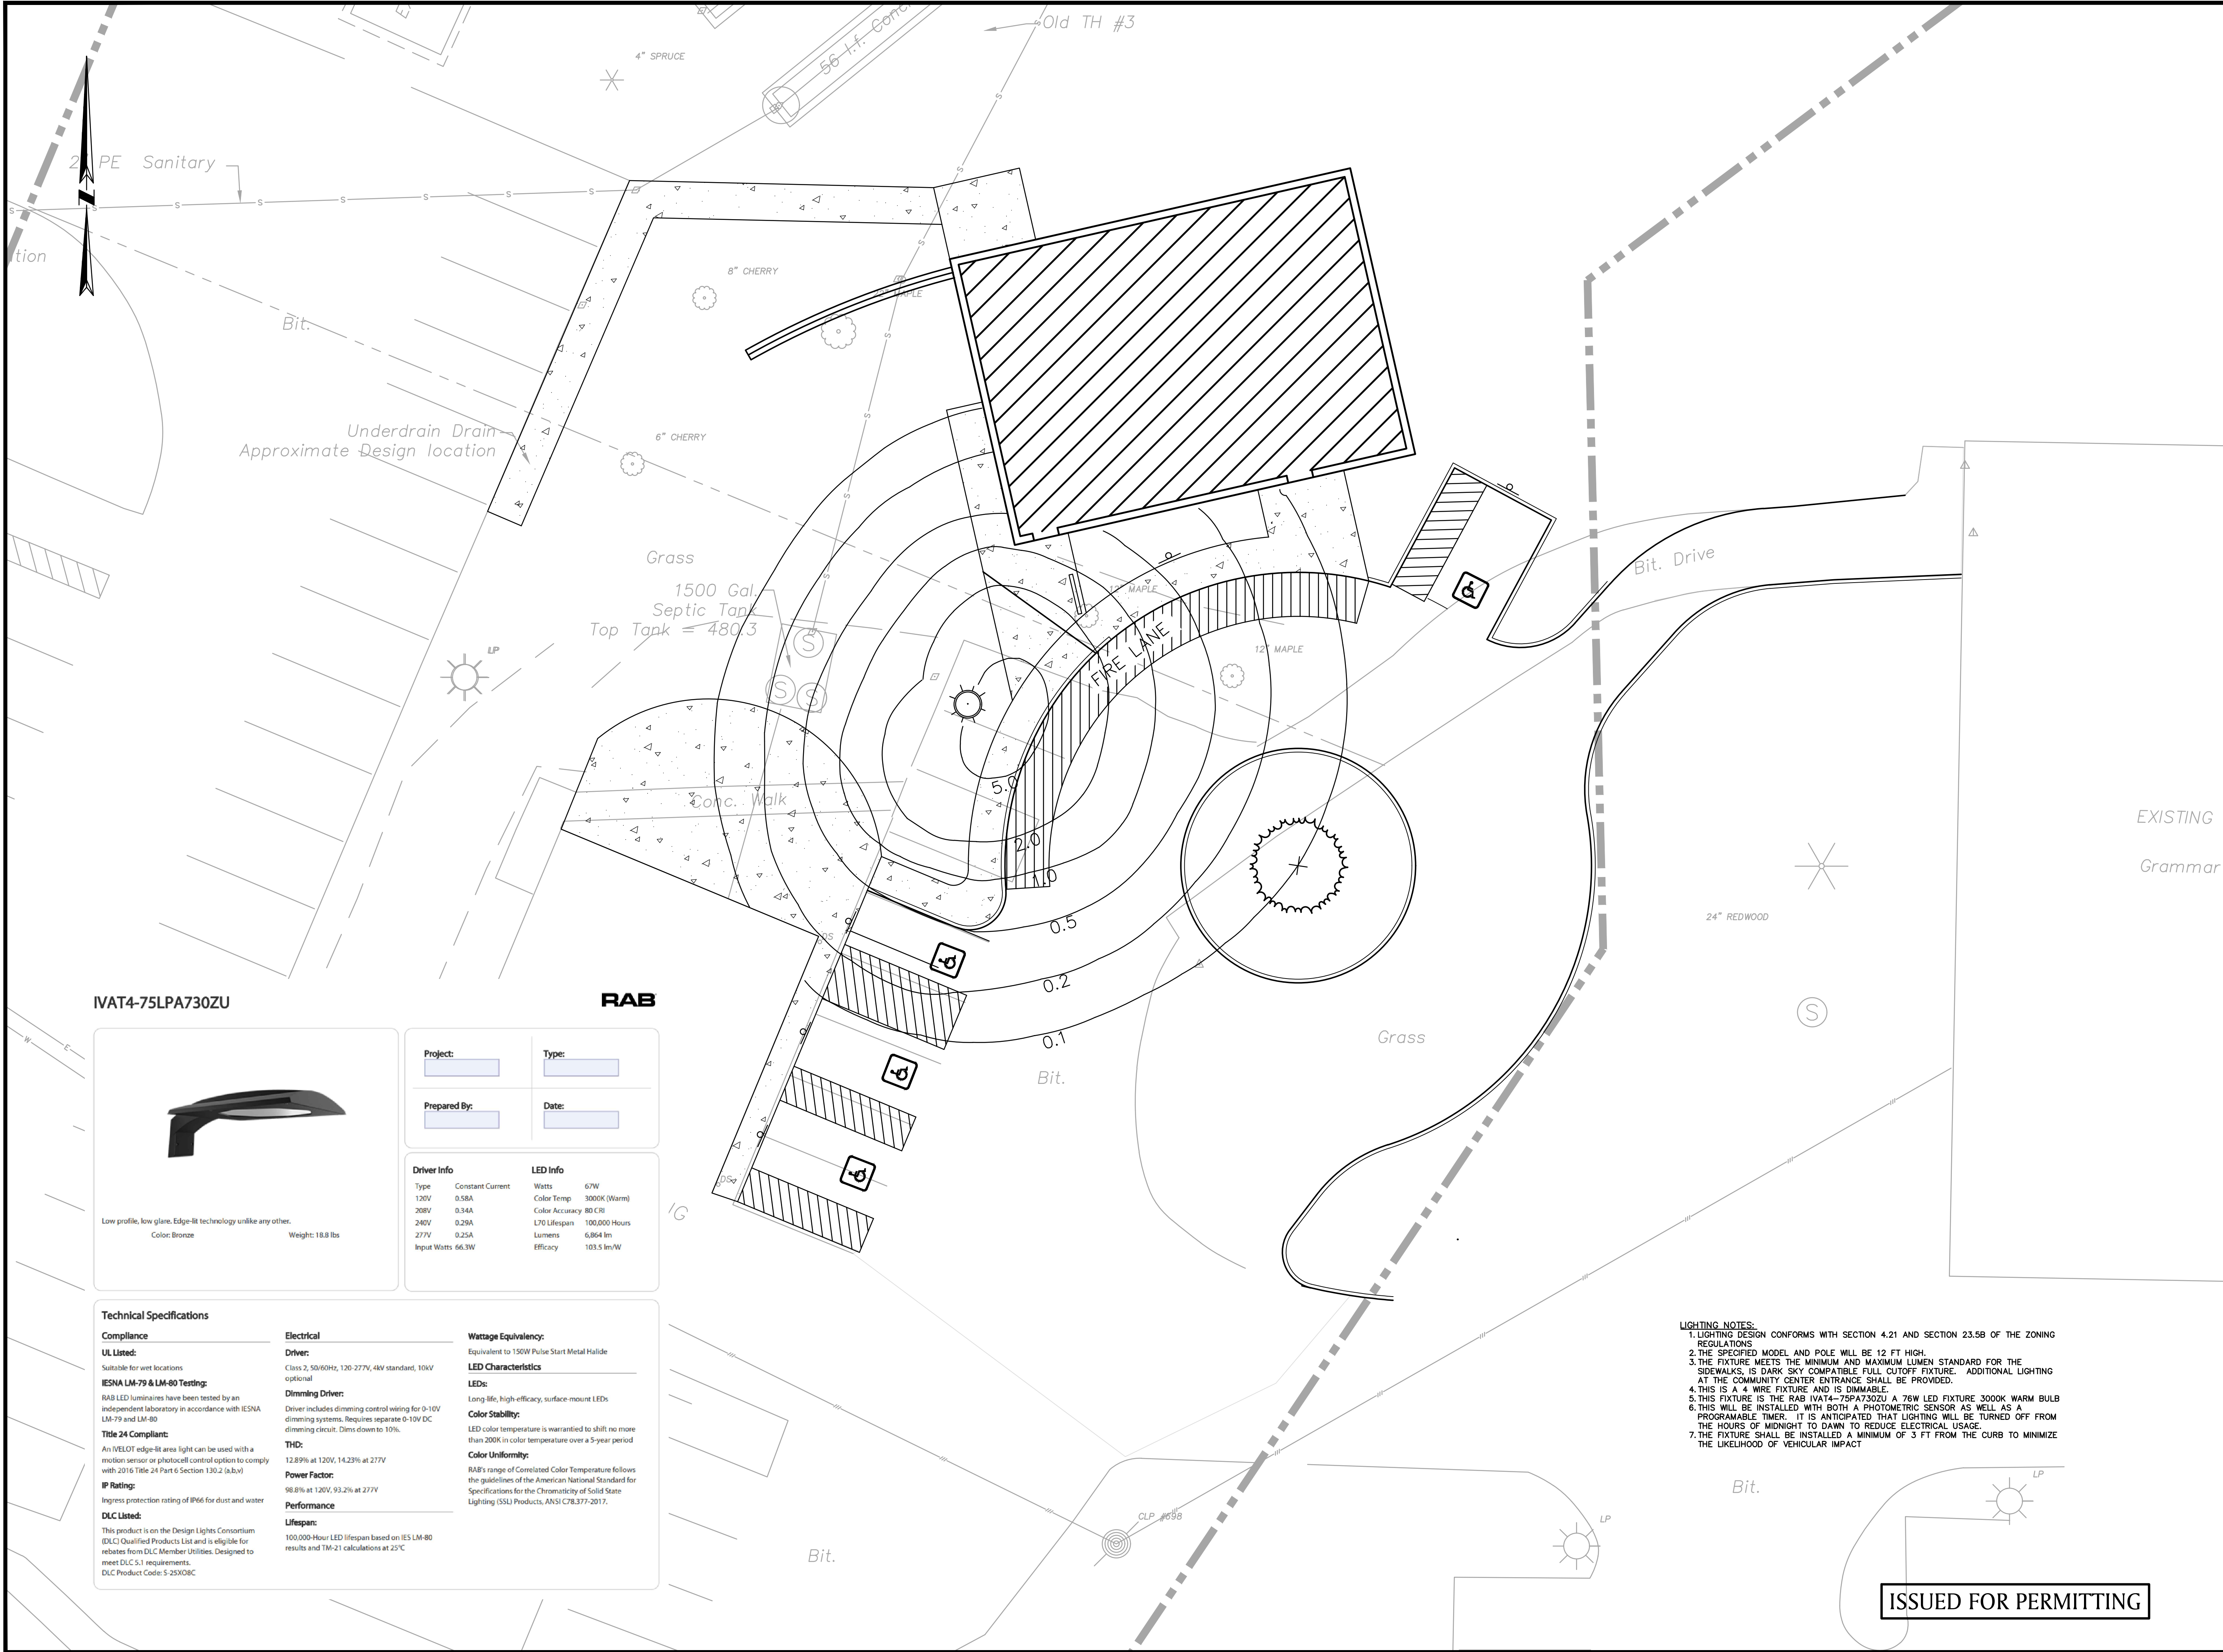 Old TH #3
56 l.f. Conc
4" SPRUCE
PE Sanitary
tion
Bit.
8" CHERRY
MAPLE
Underdrain Drain
Approximate Design location
6" CHERRY
Grass
1500 Gal.
Septic Tank
Top Tank = 480.3
12" MAPLE
FIRE LANE
12" MAPLE
Bit. Drive
LP
Conc. Walk
5.0
2.0
1.0
0.5
0.2
0.1
DS
DS
Bit.
Grass
24" REDWOOD
EXISTING
Grammar
S
S
S
S
N
W
E
IG
IVAT4-75LPA730ZU
RAB
Project:
Type:
Prepared By:
Date:
Low profile, low glare, Edge-lit technology unlike any other.
Color: Bronze Weight: 18.8 lbs
Driver Info
Type Constant Current
120V 0.58A
208V 0.34A
240V 0.29A
277V 0.25A
Input Watts 66.3W
LED Info
Watts 67W
Color Temp 3000K (Warm)
Color Accuracy 80 CRI
L70 Lifespan 100,000 Hours
Lumens 6,864 lm
Efficacy 103.5 lm/W
Technical Specifications
Compliance
UL Listed:
Suitable for wet locations
IESNA LM-79 & LM-80 Testing:
RAB LED luminaires have been tested by an
independent laboratory in accordance with IESNA
LM-79 and LM-80
Title 24 Compliant:
An IVELOT edge-lit area light can be used with a
motion sensor or photocell control option to comply
with 2016 Title 24 Part 6 Section 130.2 (a,b,v)
IP Rating:
Ingress protection rating of IP66 for dust and water
DLC Listed:
This product is on the Design Lights Consortium
(DLC) Qualified Products List and is eligible for
rebates from DLC Member Utilities. Designed to
meet DLC 5.1 requirements.
DLC Product Code: S-25XO8C
Electrical
Driver:
Class 2, 50/60Hz, 120-277V, 4kV standard, 10kV
optional
Dimming Driver:
Driver includes dimming control wiring for 0-10V
dimming systems. Requires separate 0-10V DC
dimming circuit. Dims down to 10%.
THD:
12.89% at 120V, 14.23% at 277V
Power Factor:
98.8% at 120V, 93.2% at 277V
Performance
Lifespan:
100,000-Hour LED lifespan based on IES LM-80
results and TM-21 calculations at 25°C
Wattage Equivalency:
Equivalent to 150W Pulse Start Metal Halide
LED Characteristics
LEDs:
Long-life, high-efficacy, surface-mount LEDs
Color Stability:
LED color temperature is warrantied to shift no more
than 200K in color temperature over a 5-year period
Color Uniformity:
RAB's range of Correlated Color Temperature follows
the guidelines of the American National Standard for
Specifications for the Chromaticity of Solid State
Lighting (SSL) Products, ANSI C78.377-2017.
LIGHTING NOTES:
1. LIGHTING DESIGN CONFORMS WITH SECTION 4.21 AND SECTION 23.5B OF THE ZONING
REGULATIONS
2. THE SPECIFIED MODEL AND POLE WILL BE 12 FT HIGH.
3. THE FIXTURE MEETS THE MINIMUM AND MAXIMUM LUMEN STANDARD FOR THE
SIDEWALKS, IS DARK SKY COMPATIBLE FULL CUTOFF FIXTURE. ADDITIONAL LIGHTING
AT THE COMMUNITY CENTER ENTRANCE SHALL BE PROVIDED.
4. THIS IS A 4 WIRE FIXTURE AND IS DIMMABLE.
5. THIS FIXTURE IS THE RAB IVAT4-75PA730ZU A 76W LED FIXTURE 3000K WARM BULB
6. THIS WILL BE INSTALLED WITH BOTH A PHOTOMETRIC SENSOR AS WELL AS A
PROGRAMABLE TIMER. IT IS ANTICIPATED THAT LIGHTING WILL BE TURNED OFF FROM
THE HOURS OF MIDNIGHT TO DAWN TO REDUCE ELECTRICAL USAGE.
7. THE FIXTURE SHALL BE INSTALLED A MINIMUM OF 3 FT FROM THE CURB TO MINIMIZE
THE LIKELIHOOD OF VEHICULAR IMPACT
CLP #698
LP
LP
Bit.
Bit.
ISSUED FOR PERMITTING